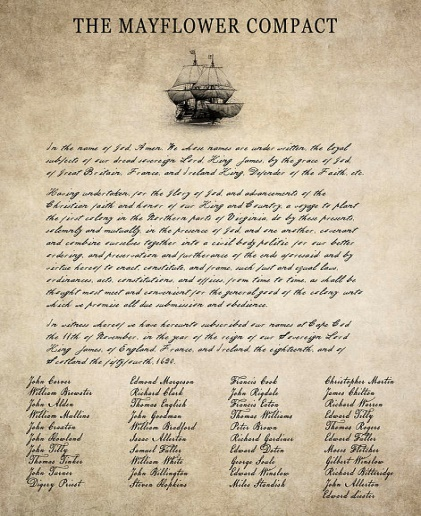 THE MAYFLOWER COMPACT
In the name of God, Amen. We whose names are under written, the loyal
subjects of our dread sovereign Lord, King James, by the grace of God,
of Great Britain, France, and Ireland King, Defender of the Faith, etc.
Having undertaken, for the Glory of God, and advancements of the
Christian faith and honor of our King and Country, a voyage to plant
the first colony in the Northern parts of Virginia, do by these presents,
solemnly and mutually, in the presence of God, and one another, covenant
and combine ourselves together into a civil body politic for our better
ordering, and preservation and furtherance of the ends aforesaid; and by
virtue hereof to enact, constitute, and frame, such just and equal laws,
ordinances, acts, constitutions, and offices, from time to time, as shall be
thought most meet and convenient for the general good of the colony unto
which we promise all due submission and obedience.
In witness whereof we have hereunto subscribed our names at Cape Cod
the 11th of November, in the year of the reign of our Sovereign Lord
King James, of England, France, and Ireland, the eighteenth, and of
Scotland the fifty-fourth, 1620.
John Carver
William Brewster
John Alden
William Mullins
John Craxton
John Howland
John Tilly
Thomas Tinker
John Turner
Digery Priest
Edmond Margeson
Richard Clark
Thomas English
John Goodman
William Bradford
Isaac Allerton
Samuel Fuller
William White
John Billington
Steven Hopkins
Francis Cook
John Rigdale
Francis Eaton
Thomas Williams
Peter Brown
Richard Gardiner
Edward Doten
George Soule
Edward Winslow
Miles Standish
Christopher Martin
James Chilton
Richard Warren
Edward Tilly
Thomas Rogers
Edward Fuller
Moses Fletcher
Gilbert Winslow
Richard Bitteridge
John Allerton
Edward Liester